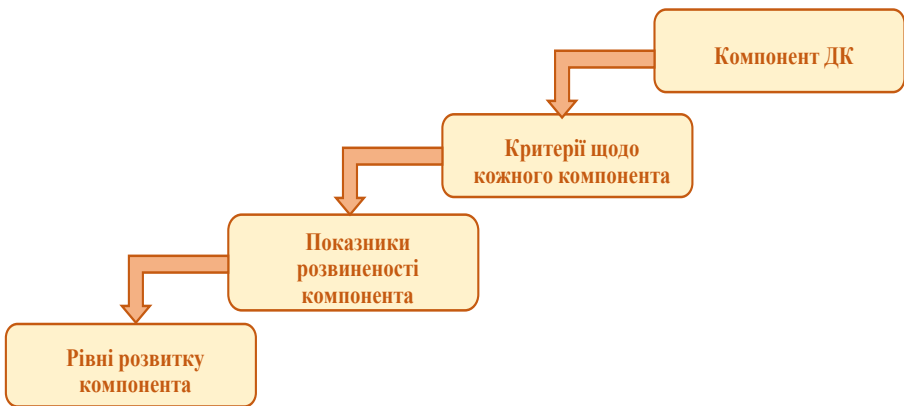 Компонент ДК
Критерії щодо
кожного компонента
Показники
розвиненості
компонента
Рівні розвитку
компонента